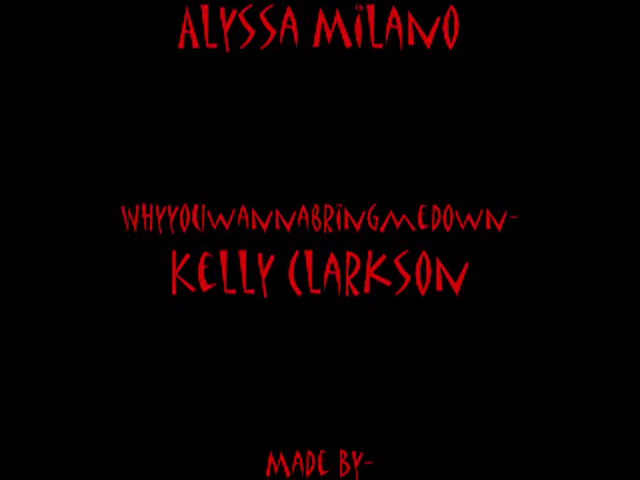 ALYSSA MiLANO
WHYYOUWANNABRiNGMEDOWN-
KELLY CLARKSON
MADE BY-